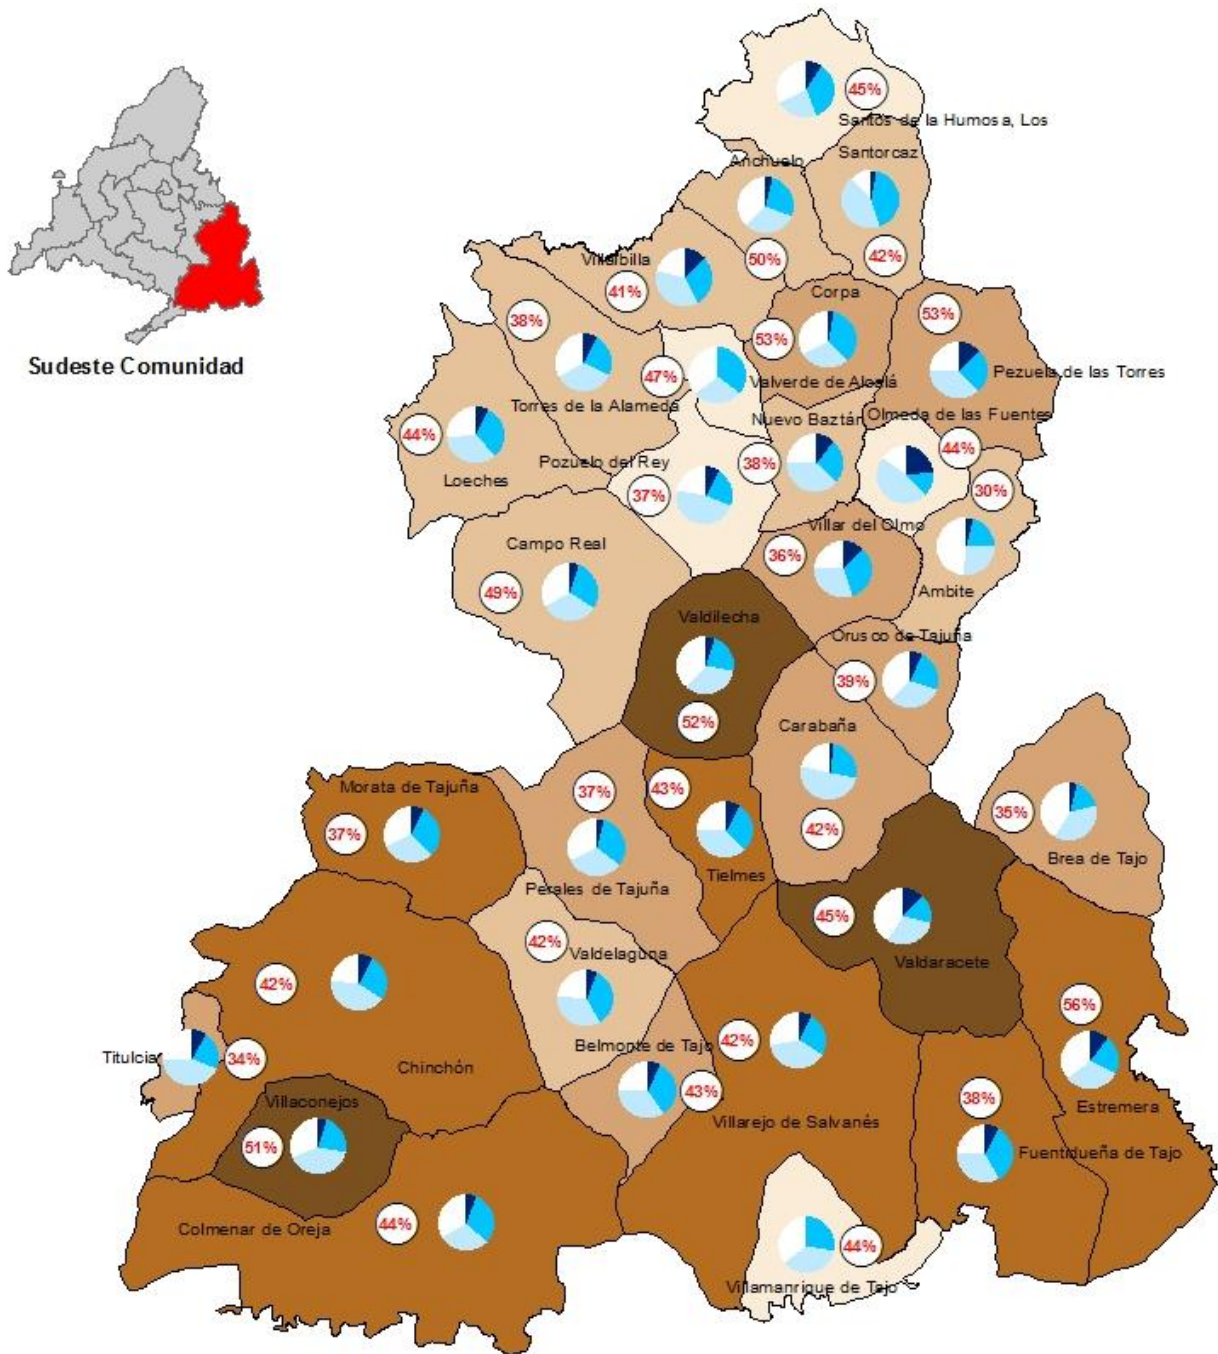 45%
Santos de la Humosa, Los
Anchuelo
Santorcaz
50%
42%
Villalbilla
41%
Corpa
53%
53%
38%
Sudeste Comunidad
47%
Pezuela de las Torres
Valverde de Alcalá
Torres de la Alameda
Nuevo Baztán
Olmeda de las Fuentes
44%
44%
Pozuelo del Rey
38%
Loeches
37%
30%
Villar del Olmo
Campo Real
36%
49%
Ambite
Valdilecha
Orusco de Tajuña
39%
52%
Carabaña
Morata de Tajuña
37%
43%
35%
37%
42%
Brea de Tajo
Tielmes
Perales de Tajuña
45%
42%
Valdelaguna
Valdaracete
42%
56%
42%
Belmonte de Tajo
Titulcia
34%
Chinchón
43%
38%
Villaconejos
Villarejo de Salvanés
Estremera
51%
Fuentidueña de Tajo
44%
Colmenar de Oreja
44%
Villamanrique de Tajo